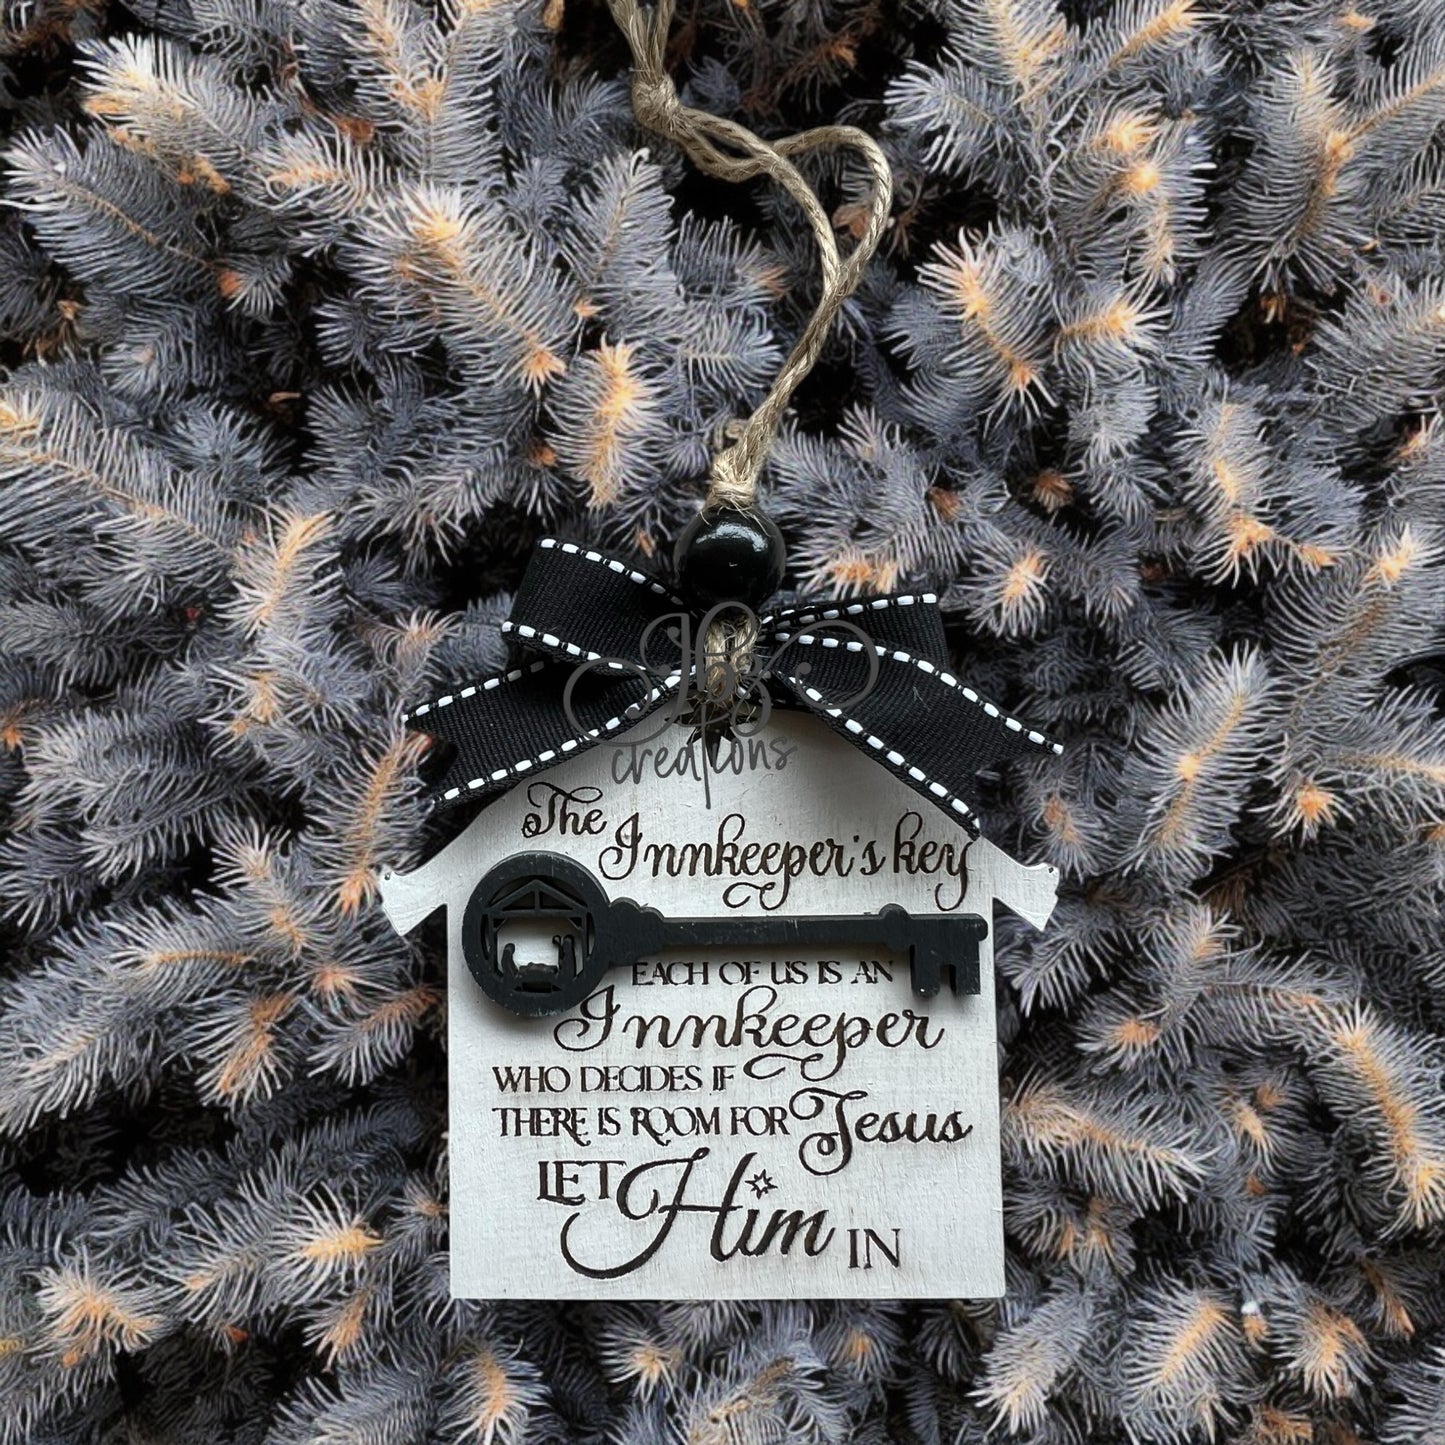 creations
The
Innkeeper's key
EACH OF US IS AN
Innkeeper
WHO DECIDES IF
THERE IS ROOM FOR Jesus
LET Him IN